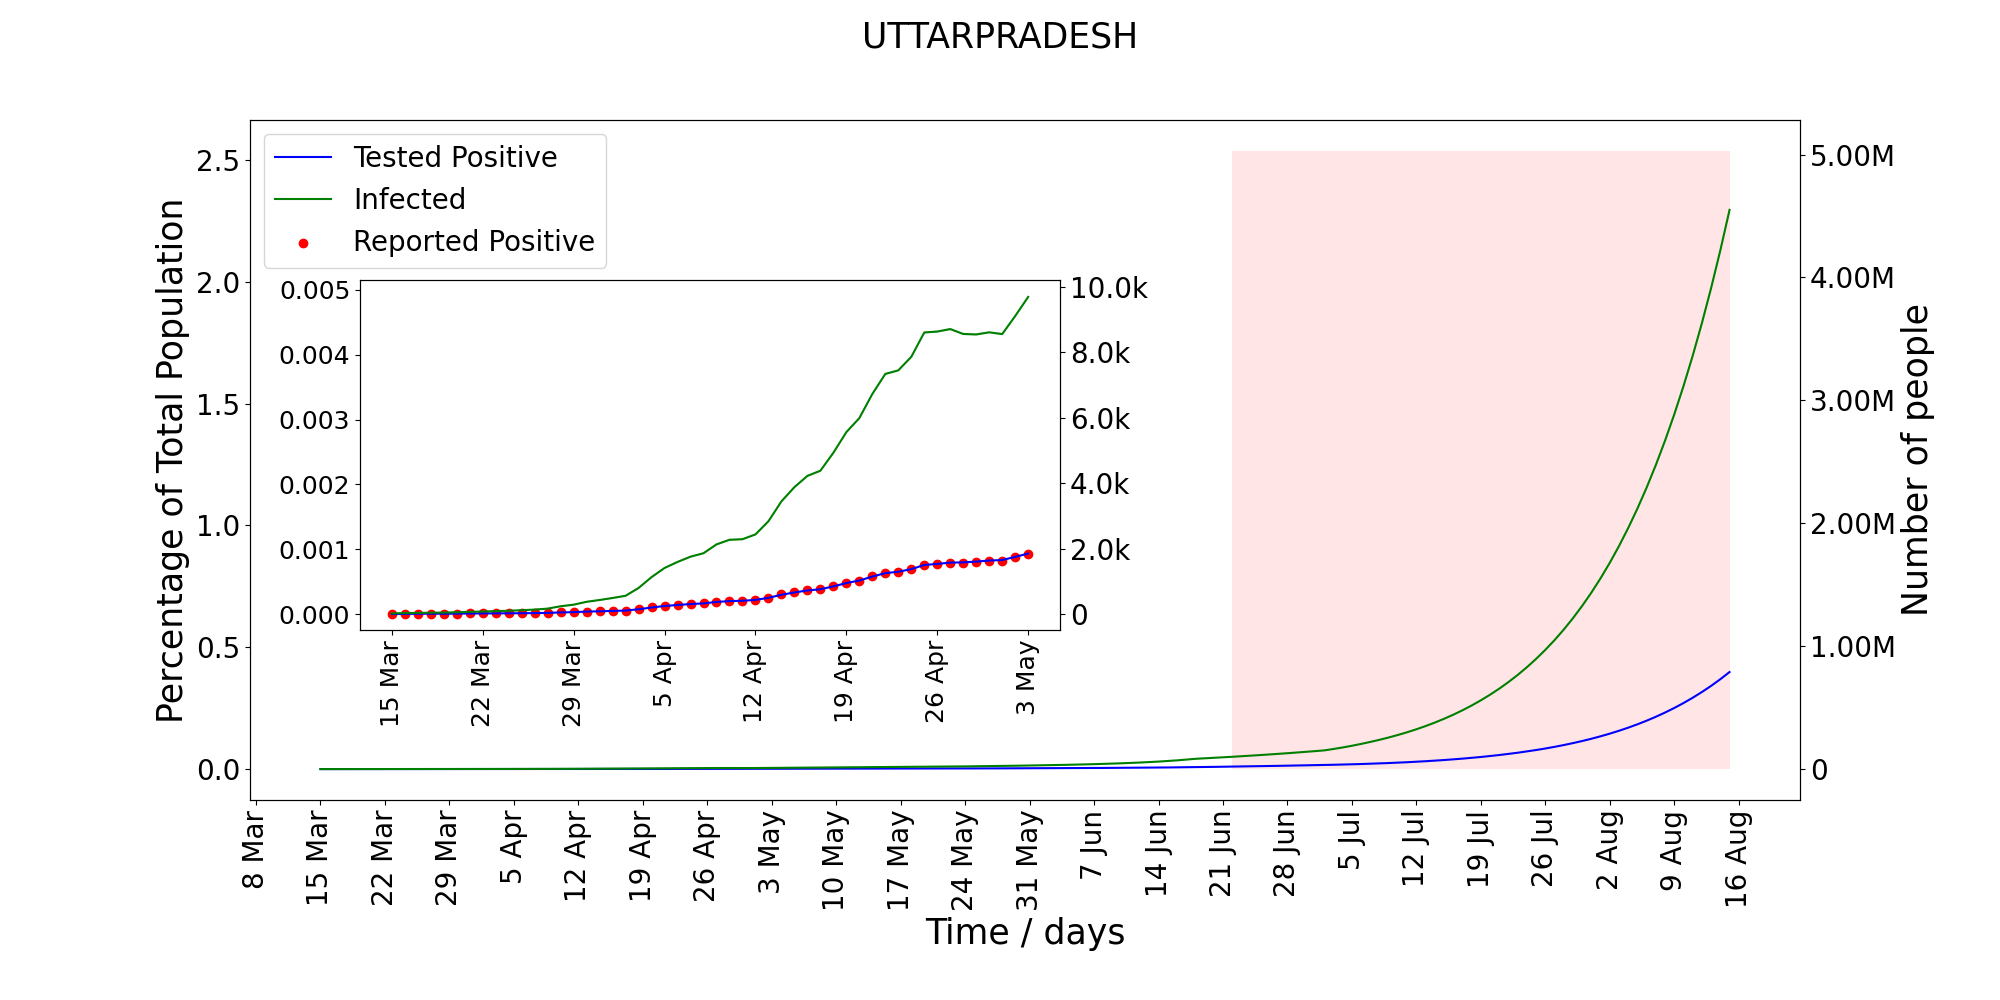 UTTARPRADESH
Tested Positive
Infected
Reported Positive
Percentage of Total Population
2.5
2.0
1.5
1.0
0.5
0.0
5.00M
4.00M
3.00M
2.00M
1.00M
0
Number of people
0.005
0.004
0.003
0.002
0.001
0.000
10.0k
8.0k
6.0k
4.0k
2.0k
0
15 Mar
22 Mar
29 Mar
5 Apr
12 Apr
19 Apr
26 Apr
3 May
8 Mar
15 Mar
22 Mar
29 Mar
5 Apr
12 Apr
19 Apr
26 Apr
3 May
10 May
17 May
24 May
31 May
7 Jun
14 Jun
21 Jun
28 Jun
5 Jul
12 Jul
19 Jul
26 Jul
2 Aug
9 Aug
16 Aug
Time / days